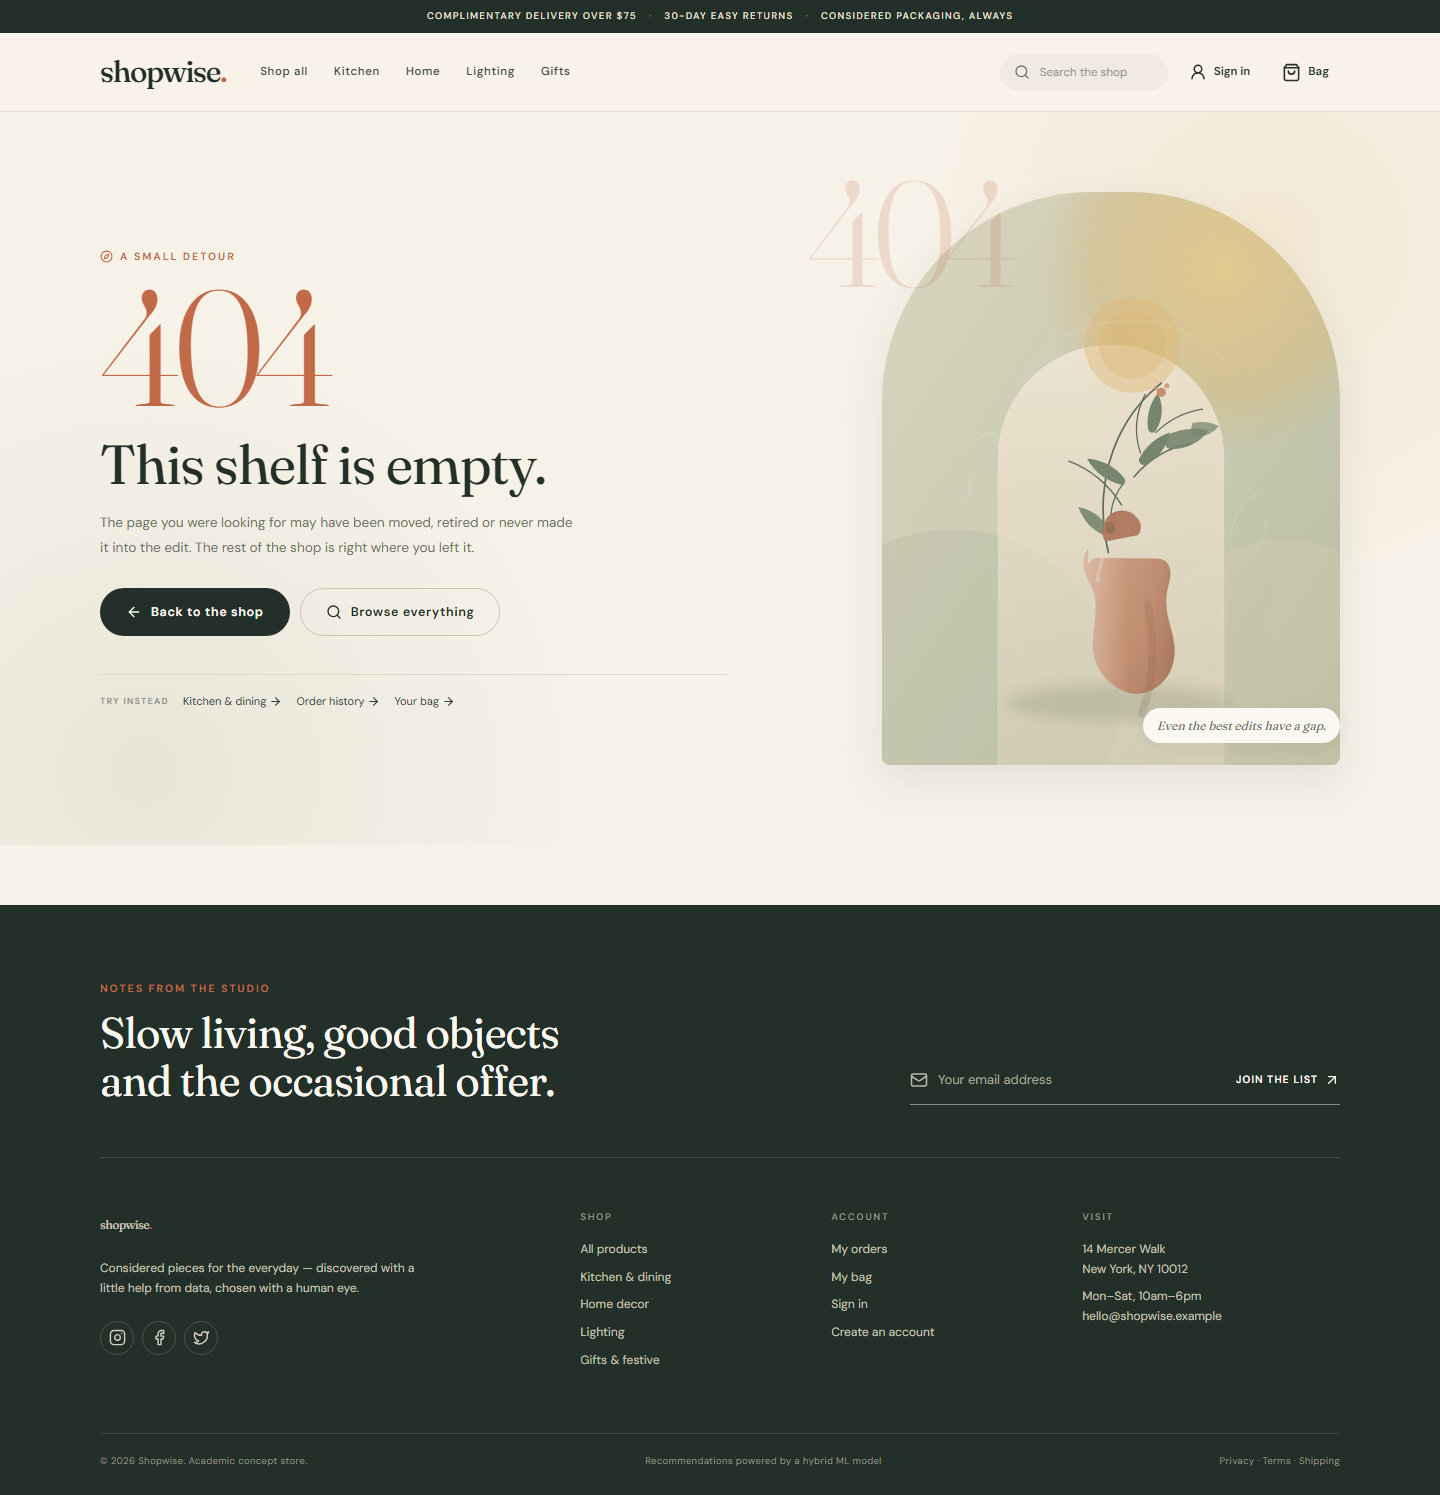 COMPLIMENTARY DELIVERY OVER $75 · 30-DAY EASY RETURNS · CONSIDERED PACKAGING, ALWAYS
shopwise. Shop all Kitchen Home Lighting Gifts Search the shop Sign in Bag
404
A SMALL DETOUR
404
This shelf is empty.
The page you were looking for may have been moved, retired or never made
it into the edit. The rest of the shop is right where you left it.
Back to the shop Browse everything
TRY INSTEAD Kitchen & dining → Order history → Your bag →
Even the best edits have a gap.
NOTES FROM THE STUDIO
Slow living, good objects
and the occasional offer.
Your email address JOIN THE LIST
shopwise.
Considered pieces for the everyday — discovered with a
little help from data, chosen with a human eye.
SHOP
All products
Kitchen & dining
Home decor
Lighting
Gifts & festive
ACCOUNT
My orders
My bag
Sign in
Create an account
VISIT
14 Mercer Walk
New York, NY 10012
Mon–Sat, 10am–6pm
hello@shopwise.example
© 2026 Shopwise. Academic concept store. Recommendations powered by a hybrid ML model Privacy · Terms · Shipping